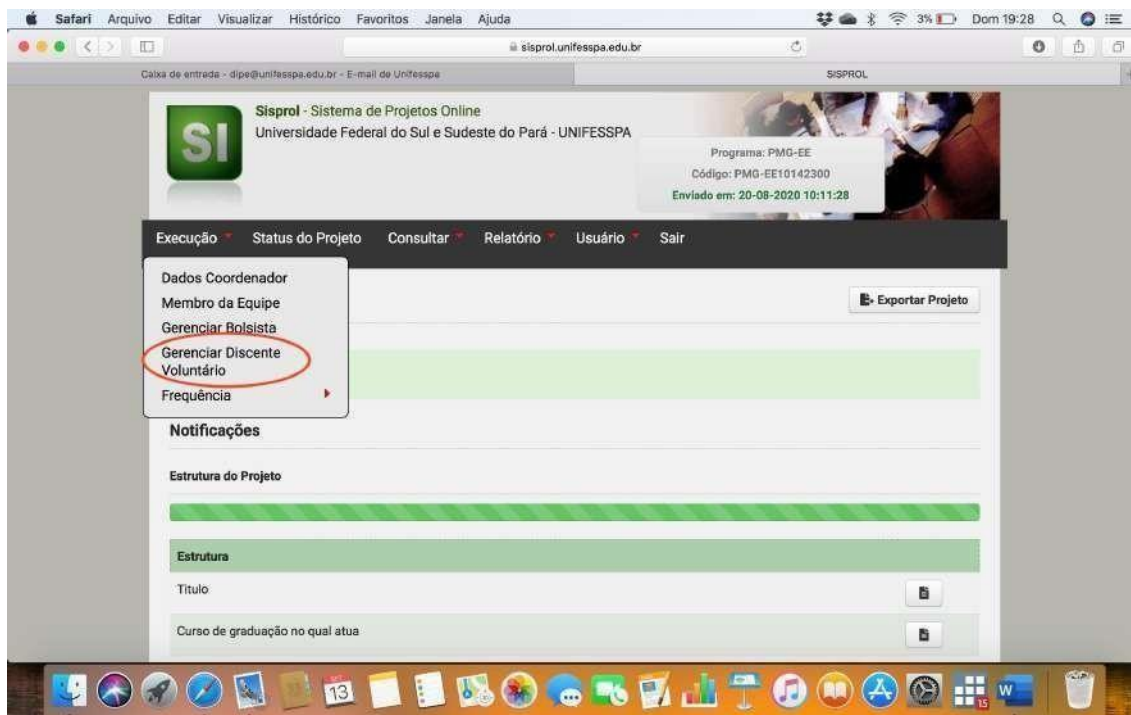 Safari Arquivo Editar Visualizar Histórico Favoritos Janela Ajuda 3% Dom 19:28
sisprol.unifesspa.edu.br
Caixa de entrada - dipe@unifesspa.edu.br - E-mail de Unifesspa SISPROL
SI
Sisprol - Sistema de Projetos Online
Universidade Federal do Sul e Sudeste do Pará - UNIFESSPA
Programa: PMG-EE
Código: PMG-EE10142300
Enviado em: 20-08-2020 10:11:28
Execução Status do Projeto Consultar Relatório Usuário Sair
Dados Coordenador
Membro da Equipe
Gerenciar Bolsista
Gerenciar Discente
Voluntário
Frequência
Exportar Projeto
Notificações
Estrutura do Projeto
Estrutura
Titulo
Curso de graduação no qual atua
13
15
W